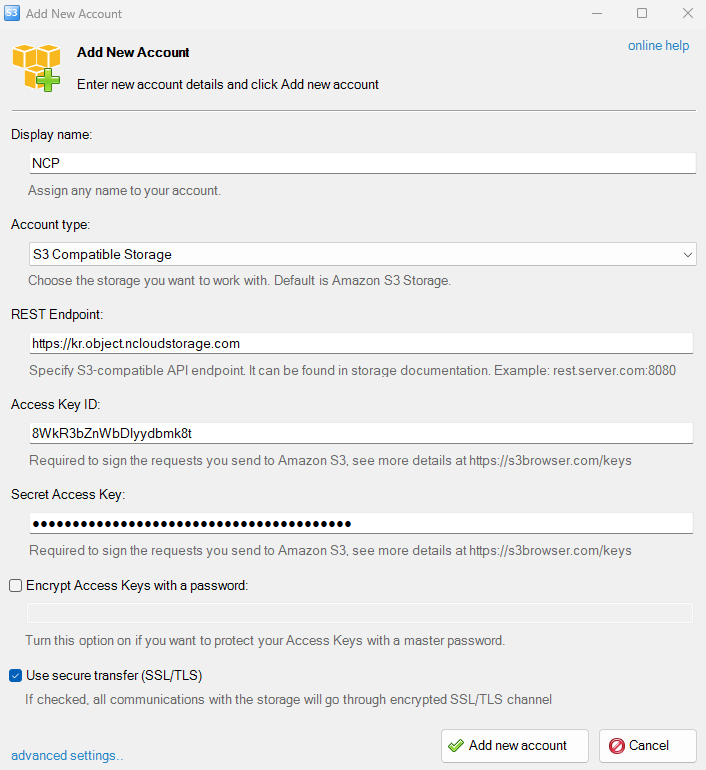 S3 Add New Account
Add New Account
online help
Enter new account details and click Add new account
Display name:
NCP
Assign any name to your account.
Account type:
S3 Compatible Storage
Choose the storage you want to work with. Default is Amazon S3 Storage.
REST Endpoint:
https://kr.object.ncloudstorage.com
Specify S3-compatible API endpoint. It can be found in storage documentation. Example: rest.server.com:8080
Access Key ID:
8WkR3bZnWbDlyydbmk8t
Required to sign the requests you send to Amazon S3, see more details at https://s3browser.com/keys
Secret Access Key:
●●●●●●●●●●●●●●●●●●●●●●●●●●●●●●●●●●●●●●●●
Required to sign the requests you send to Amazon S3, see more details at https://s3browser.com/keys
Encrypt Access Keys with a password:
Turn this option on if you want to protect your Access Keys with a master password.
Use secure transfer (SSL/TLS)
If checked, all communications with the storage will go through encrypted SSL/TLS channel
Add new account
Cancel
advanced settings..